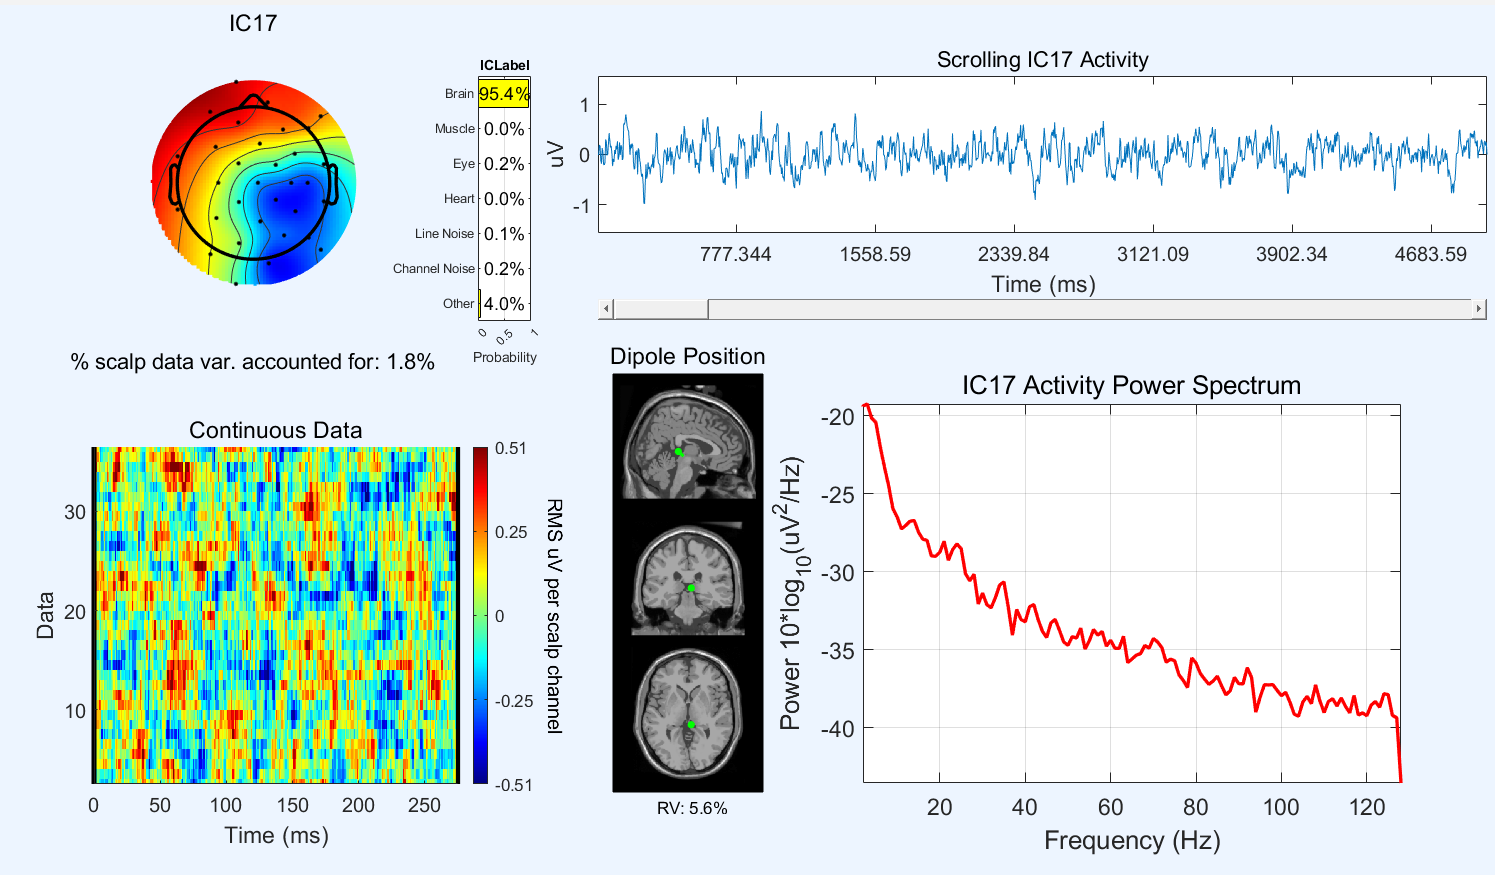 IC17
ICLabel
Brain 95.4%
Muscle 0.0%
Eye 0.2%
Heart 0.0%
Line Noise 0.1%
Channel Noise 0.2%
Other 4.0%
0 0.5 1
Probability
% scalp data var. accounted for: 1.8%
Scrolling IC17 Activity
uV
1
0
-1
777.344 1558.59 2339.84 3121.09 3902.34 4683.59
Time (ms)
Continuous Data
Data
30
20
10
0 50 100 150 200 250
Time (ms)
0.51
0.25
0
-0.25
-0.51
RMS uV per scalp channel
Dipole Position
RV: 5.6%
IC17 Activity Power Spectrum
Power 10*log10(uV2/Hz)
-20
-25
-30
-35
-40
20 40 60 80 100 120
Frequency (Hz)